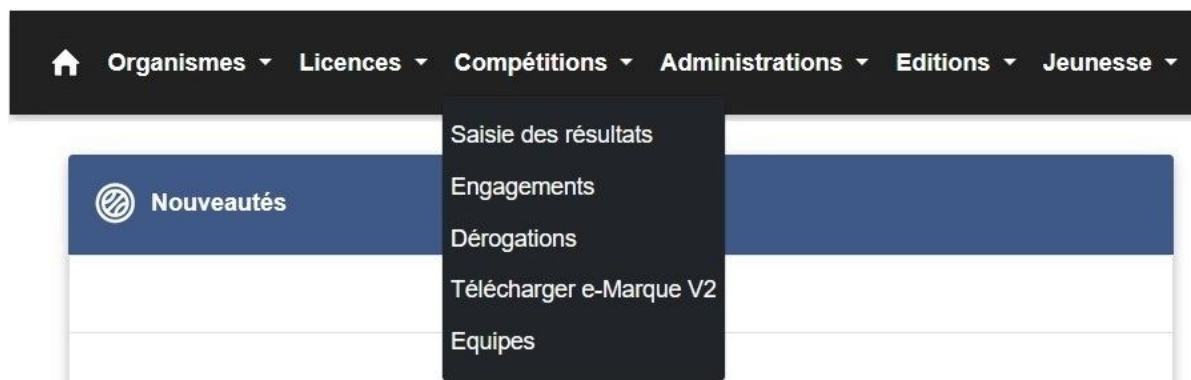 Organismes Licences Compétitions Administrations Editions Jeunesse
Saisie des résultats
Nouveautés
Engagements
Dérogations
Télécharger e-Marque V2
Equipes